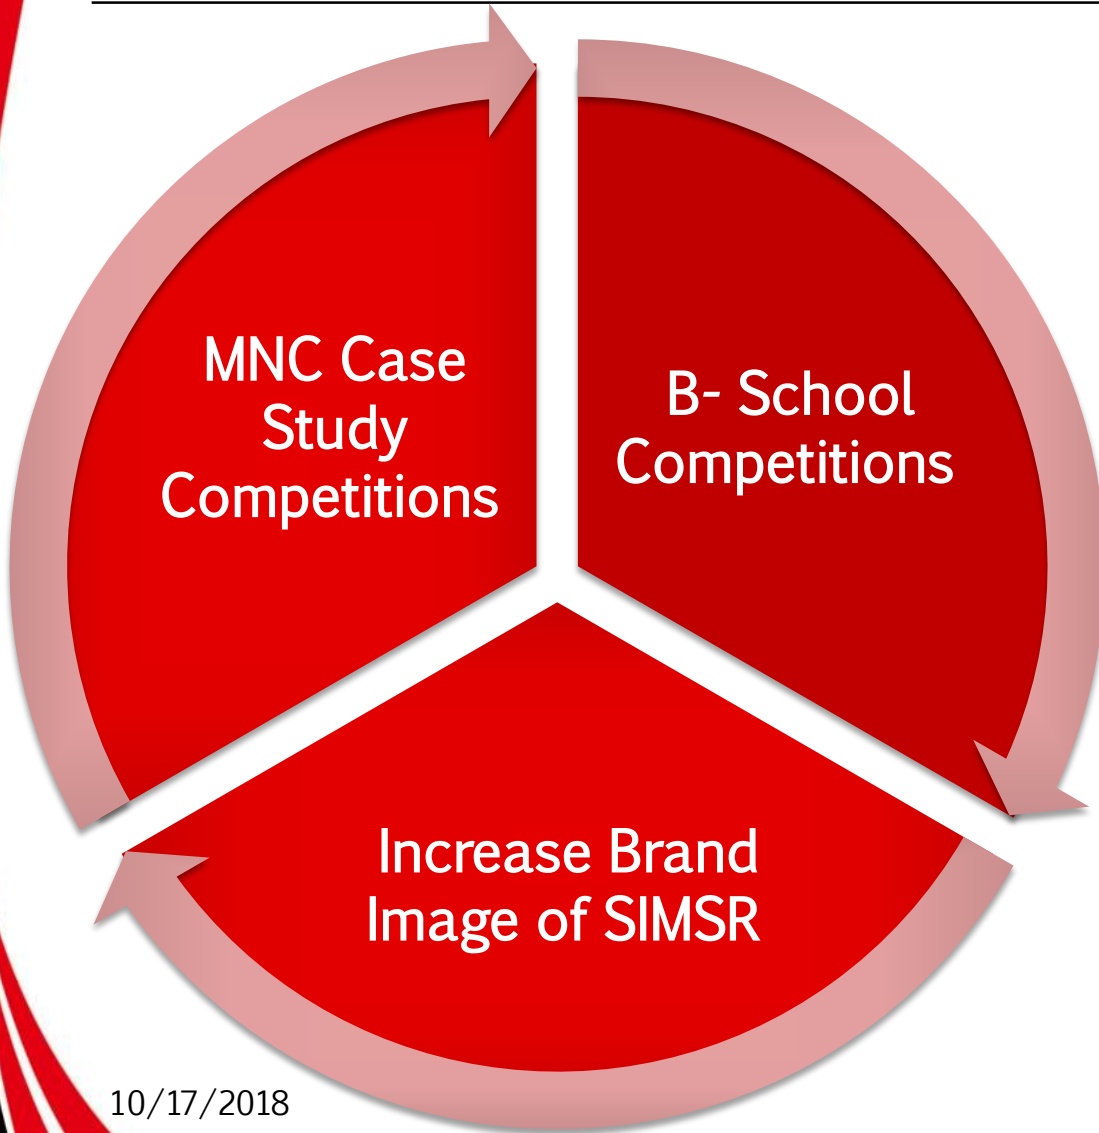 MNC Case
Study
Competitions
B- School
Competitions
Increase Brand
Image of SIMSR
10/17/2018